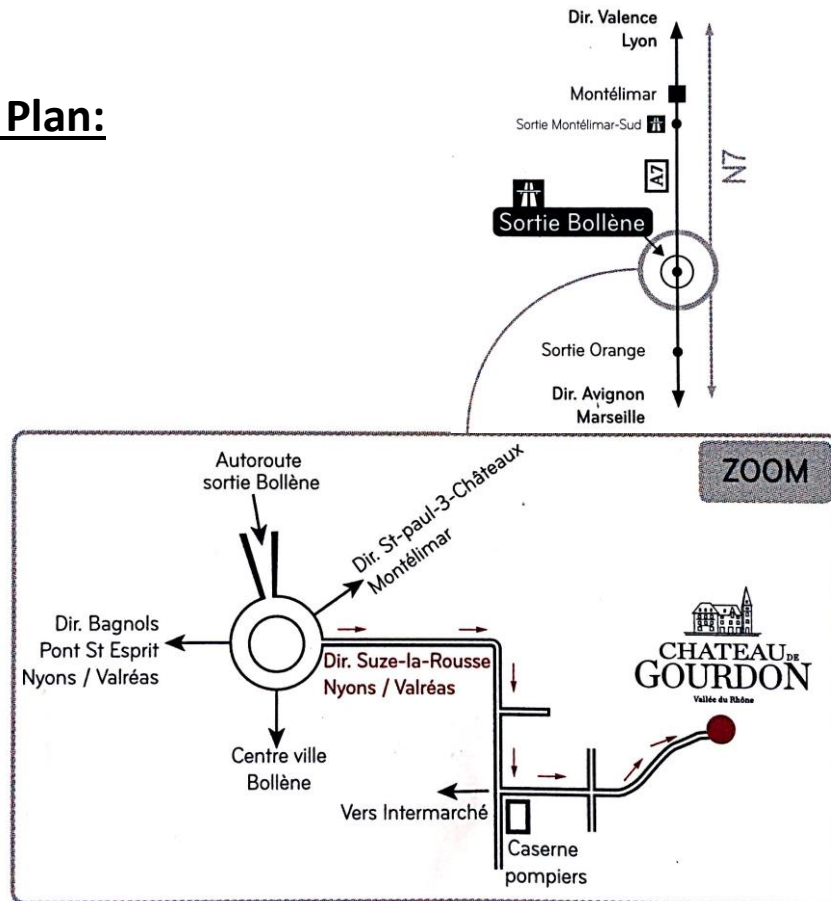 Plan:
Dir. Valence
Lyon
Montélimar
Sortie Montélimar-Sud
A7
N7
Sortie Bollène
Sortie Orange
Dir. Avignon
Marseille
ZOOM
Autoroute
sortie Bollène
Dir. St-paul-3-Châteaux
Montélimar
Dir. Bagnols
Pont St Esprit
Nyons / Valréas
Dir. Suze-la-Rousse
Nyons / Valréas
CHATEAU DE
GOURDON
Vallée du Rhône
Centre ville
Bollène
Vers Intermarché
Caserne
pompiers